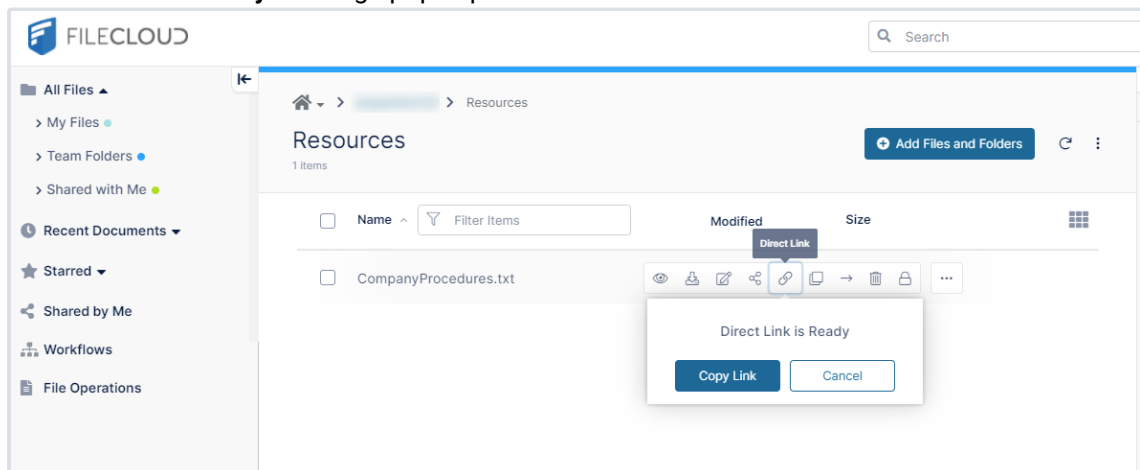 FILECLOUD
Search
All Files
My Files
Team Folders
Shared with Me
Recent Documents
Starred
Shared by Me
Workflows
File Operations
Resources
Resources
1 items
Add Files and Folders
Name
Filter Items
Modified
Size
Direct Link
CompanyProcedures.txt
Direct Link is Ready
Copy Link
Cancel